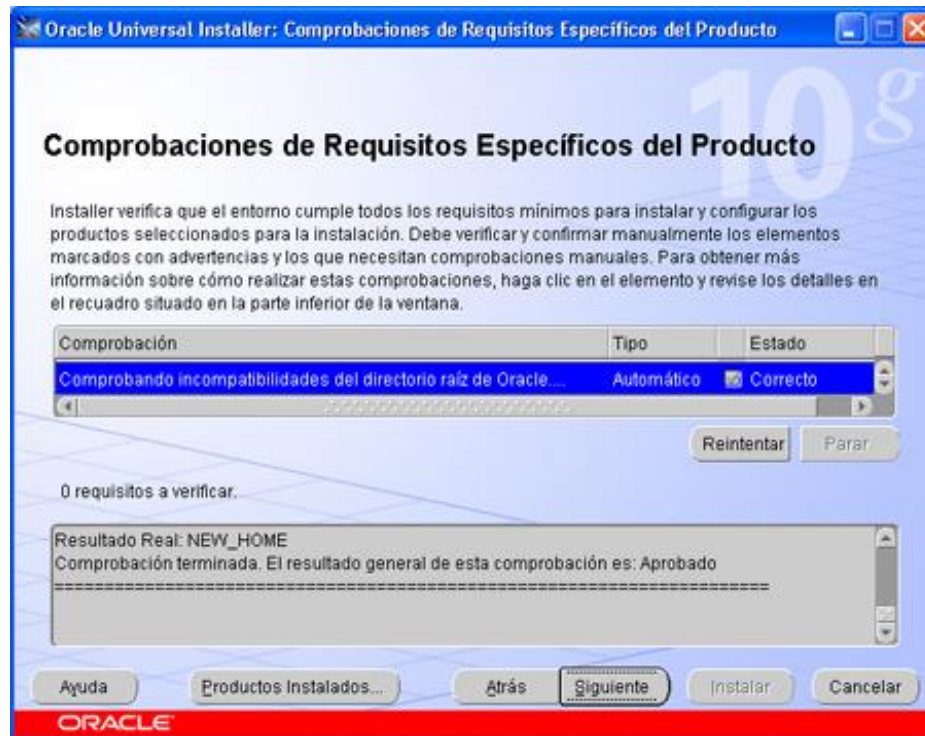 Oracle Universal Installer: Comprobaciones de Requisitos Específicos del Producto
10g
Comprobaciones de Requisitos Específicos del Producto
Installer verifica que el entorno cumple todos los requisitos mínimos para instalar y configurar los
productos seleccionados para la instalación. Debe verificar y confirmar manualmente los elementos
marcados con advertencias y los que necesitan comprobaciones manuales. Para obtener más
información sobre cómo realizar estas comprobaciones, haga clic en el elemento y revise los detalles en
el recuadro situado en la parte inferior de la ventana.
Comprobación Tipo Estado
Comprobando incompatibilidades del directorio raíz de Oracle.... Automático Correcto
Reintentar Parar
0 requisitos a verificar.
Resultado Real: NEW_HOME
Comprobación terminada. El resultado general de esta comprobación es: Aprobado
========================================================================
Ayuda Productos Instalados... Atrás Siguiente Instalar Cancelar
ORACLE